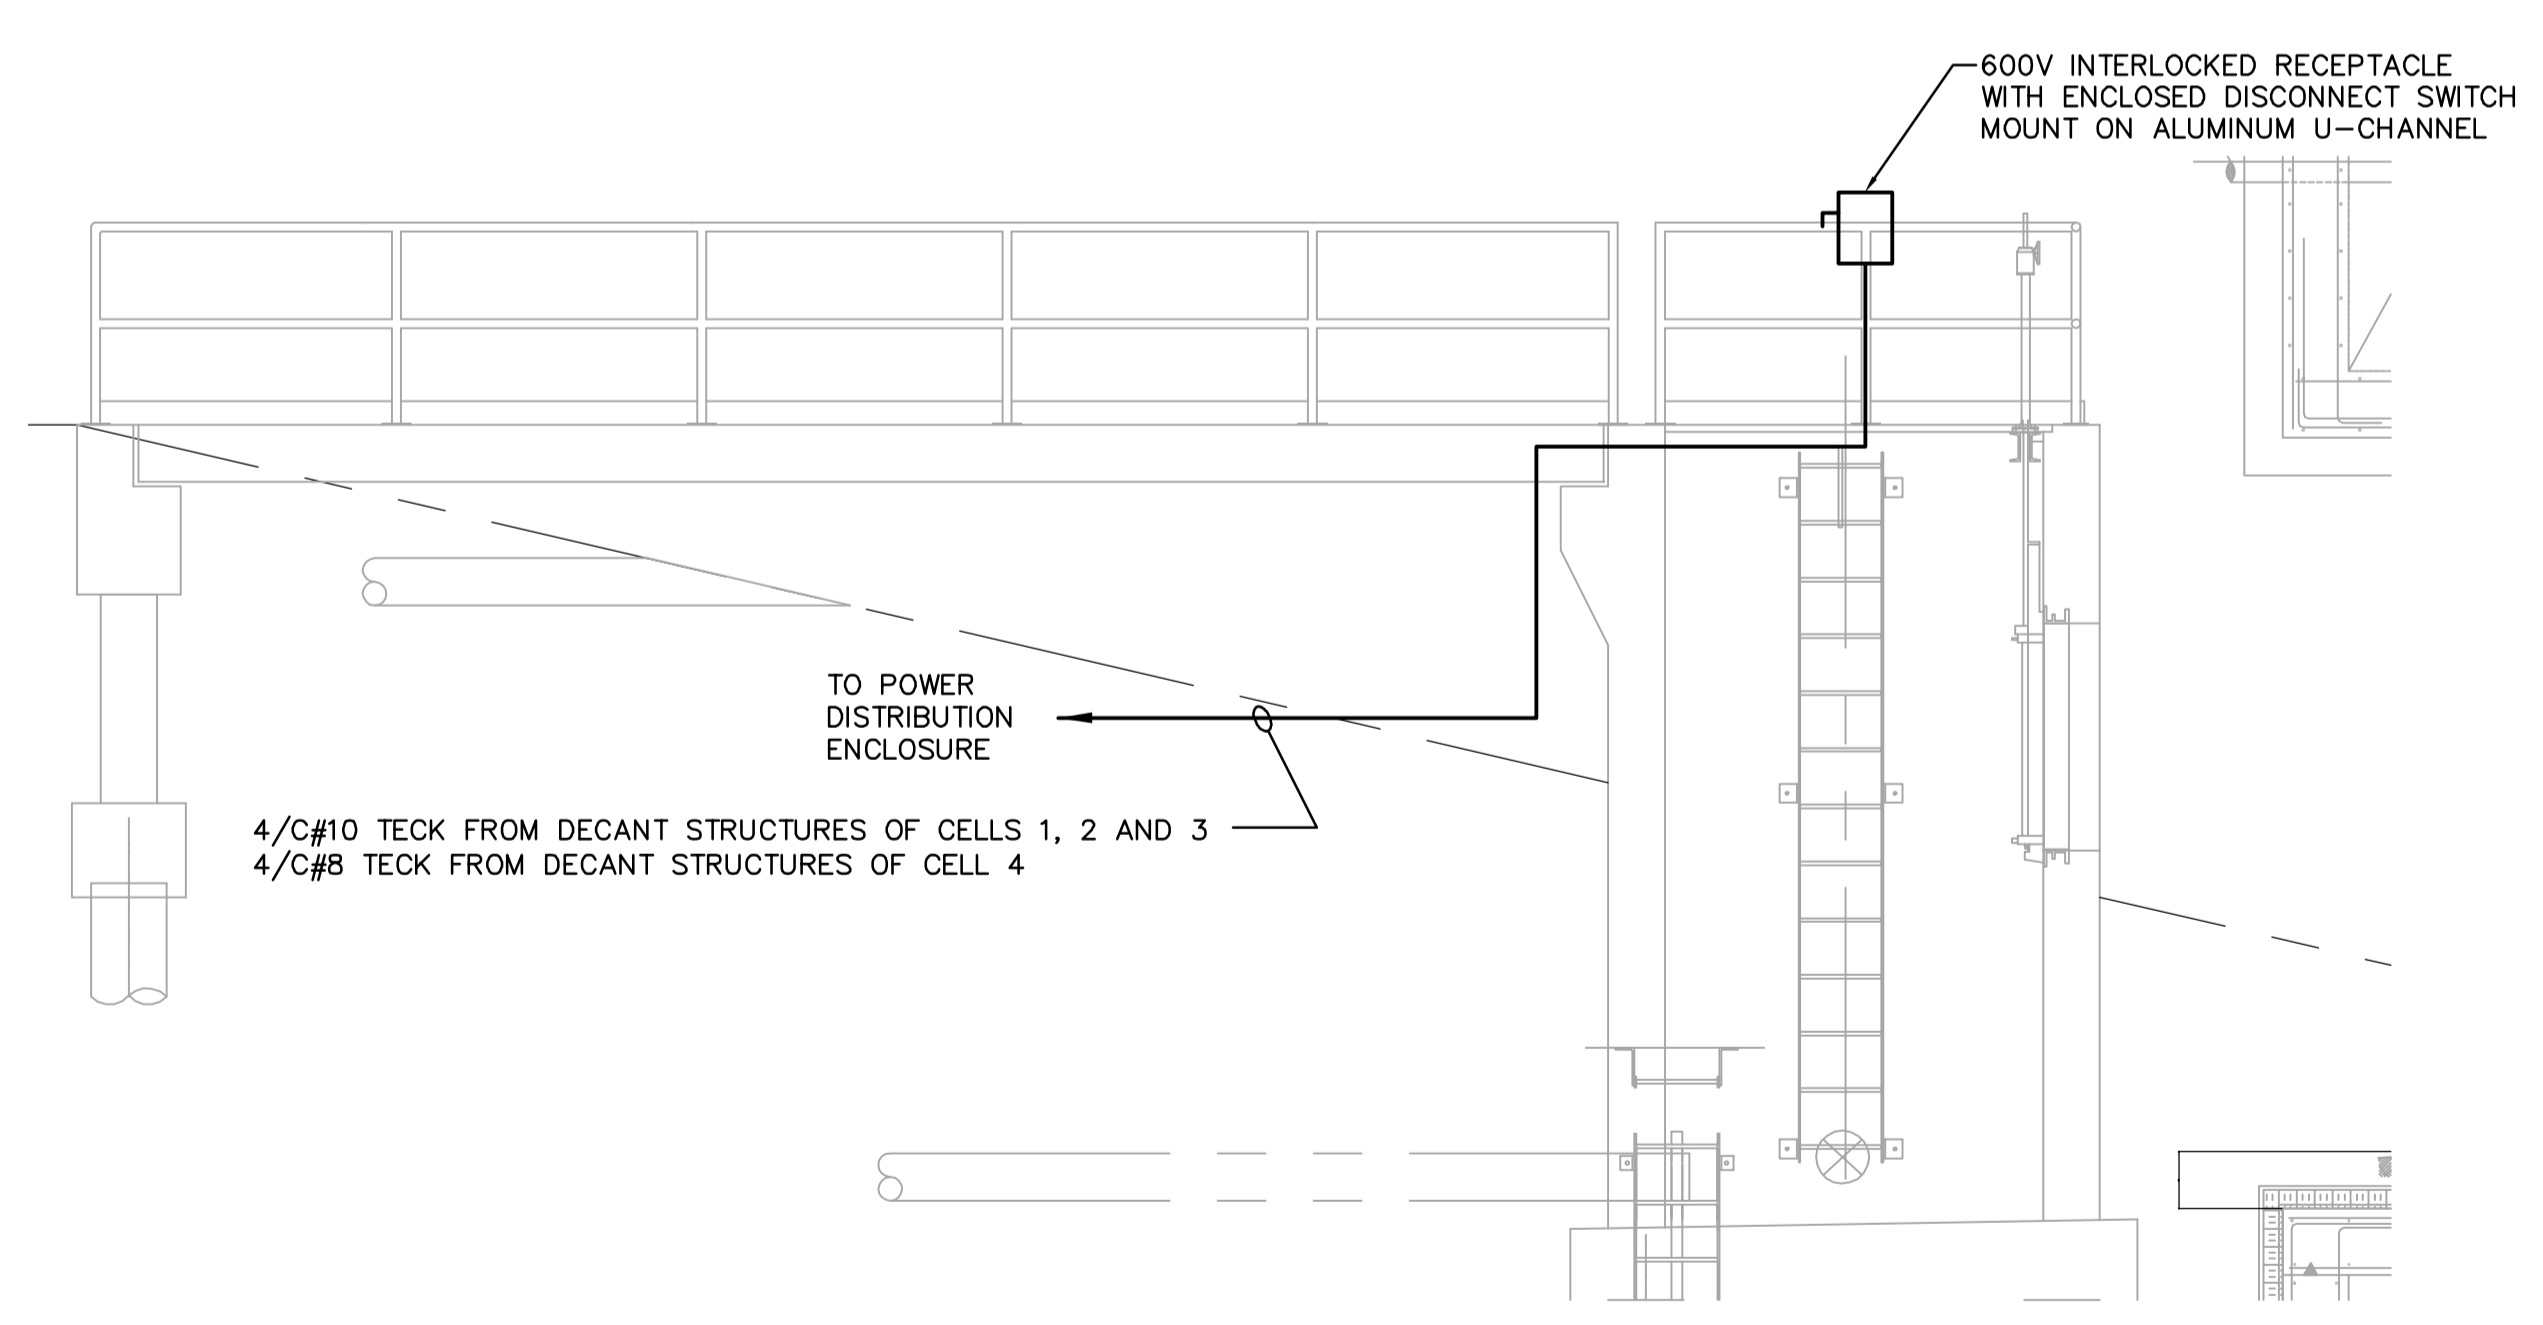 600V INTERLOCKED RECEPTACLE
WITH ENCLOSED DISCONNECT SWITCH
MOUNT ON ALUMINUM U-CHANNEL
TO POWER
DISTRIBUTION
ENCLOSURE
4/C#10 TECK FROM DECANT STRUCTURES OF CELLS 1, 2 AND 3
4/C#8 TECK FROM DECANT STRUCTURES OF CELL 4